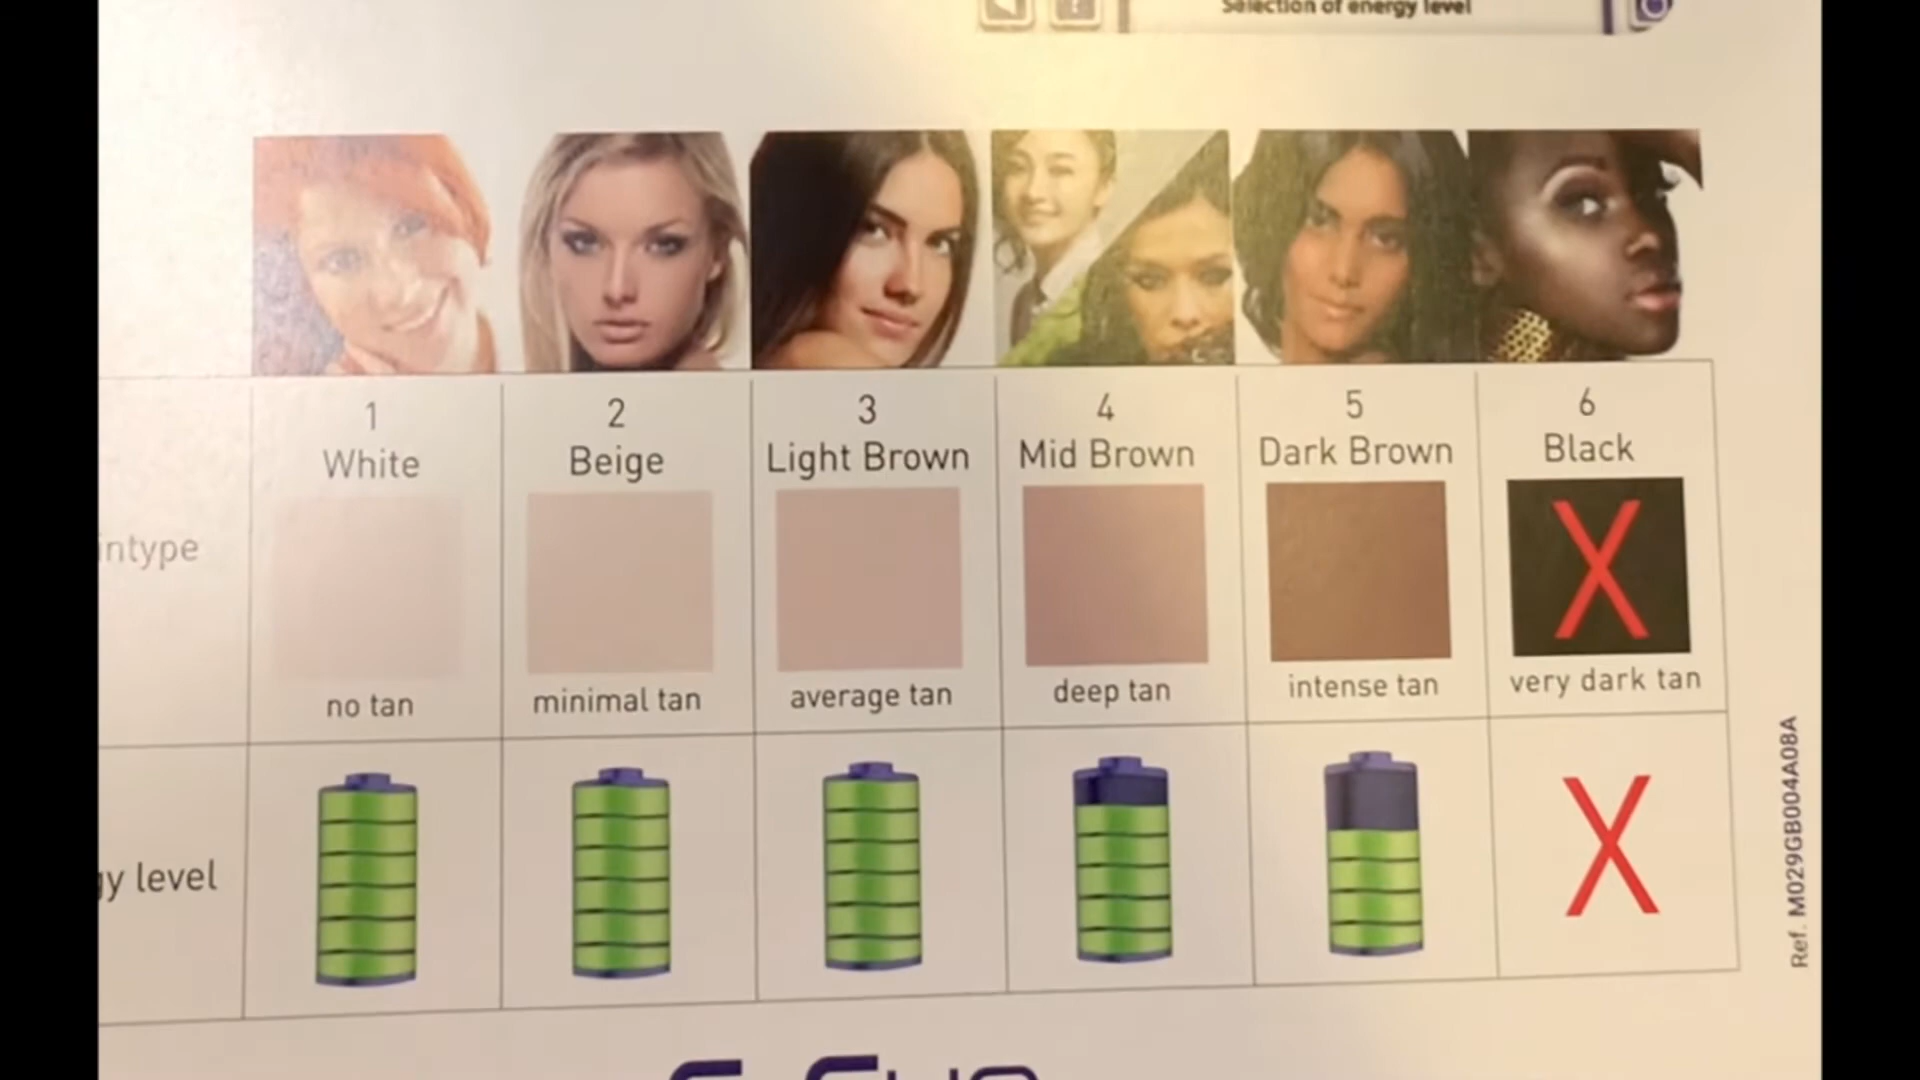 Selection of energy level
1
White
2
Beige
3
Light Brown
4
Mid Brown
5
Dark Brown
6
Black
intype
X
no tan
minimal tan
average tan
deep tan
intense tan
very dark tan
gy level
X
Ref. M029GB004A08A